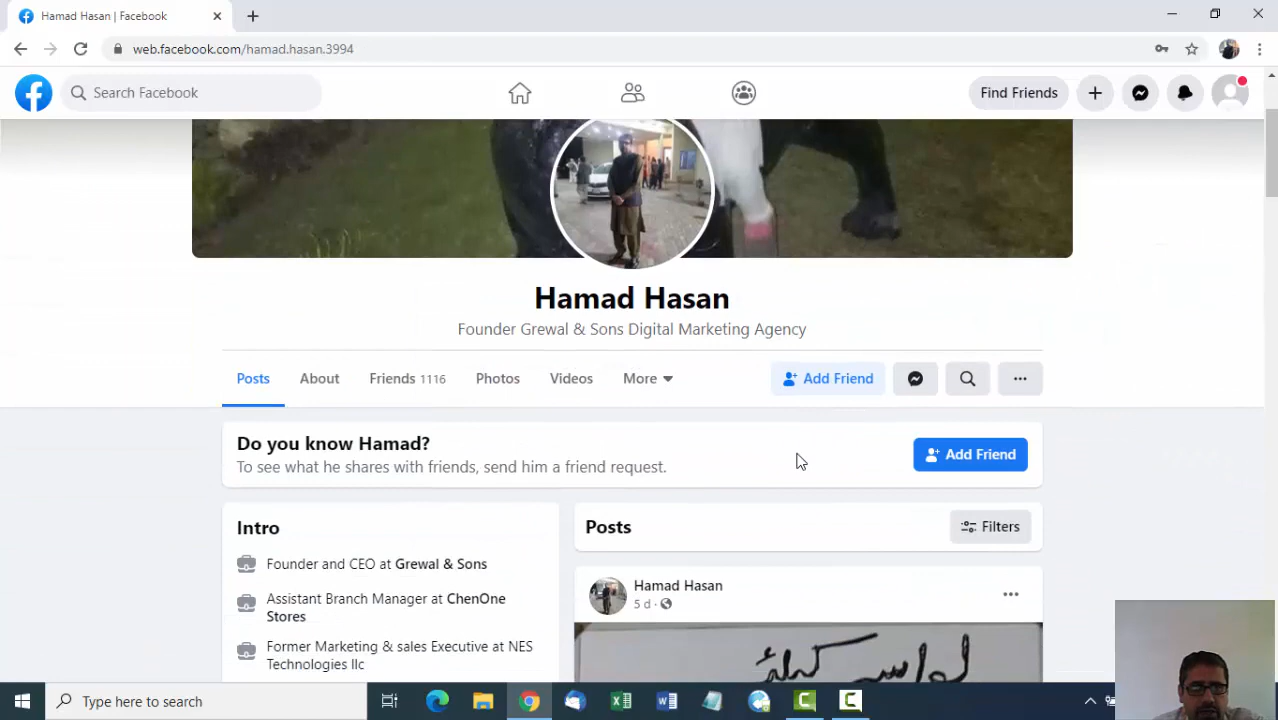 Hamad Hasan | Facebook
web.facebook.com/hamad.hasan.3994
Search Facebook
Find Friends
Hamad Hasan
Founder Grewal & Sons Digital Marketing Agency
Posts About Friends 1116 Photos Videos More Add Friend
Do you know Hamad?
To see what he shares with friends, send him a friend request.
Add Friend
Intro
Founder and CEO at Grewal & Sons
Assistant Branch Manager at ChenOne
Stores
Former Marketing & sales Executive at NES
Technologies llc
Posts
Filters
Hamad Hasan
5 d ·
Type here to search